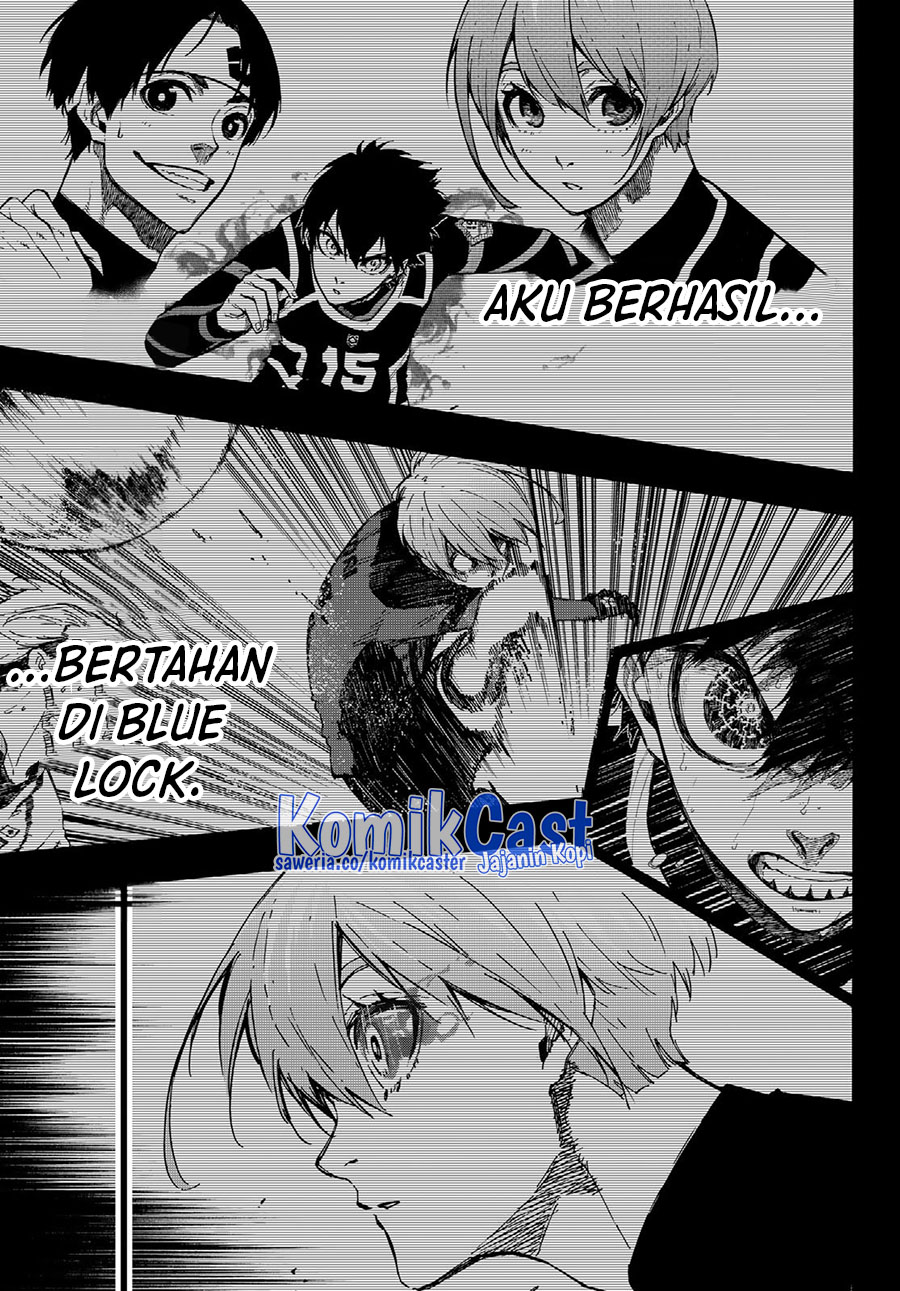 15
AKU BERHASIL...
...BERTAHAN
DI BLUE
LOCK.
KomikCast
saweria.co/komikcaster Jajanin Kopi